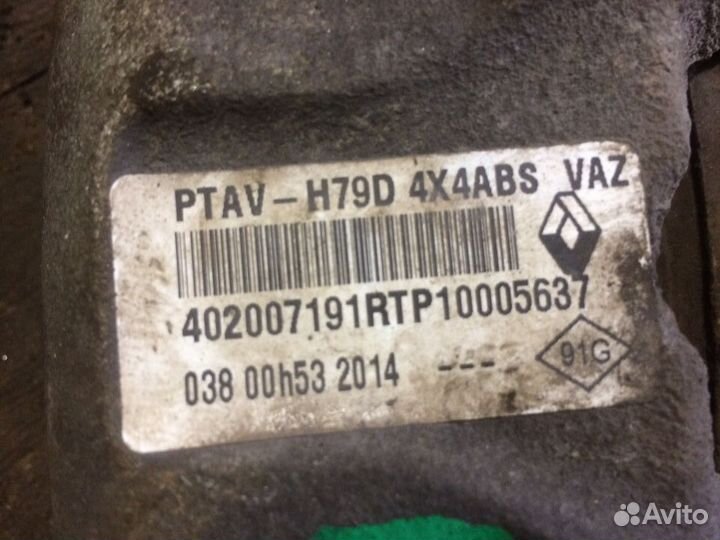 PTAV-H79D 4X4ABS VAZ
402007191RTP10005637
038 00h53 2014 ----
91G
Avito